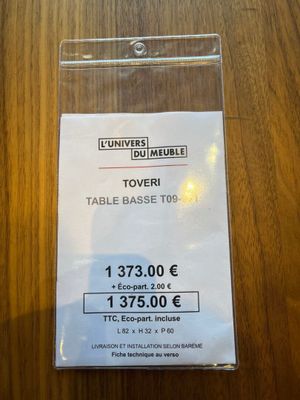 L'UNIVERS
DU MEUBLE
TOVERI
TABLE BASSE
1 373.00 €
+ Éco-part. 2.00 €
1 375.00 €
TTC, Eco-part. incluse
L 82 x H 32 x P 60
LIVRAISON ET INSTALLATION SELON BARÈME
Fiche technique au verso